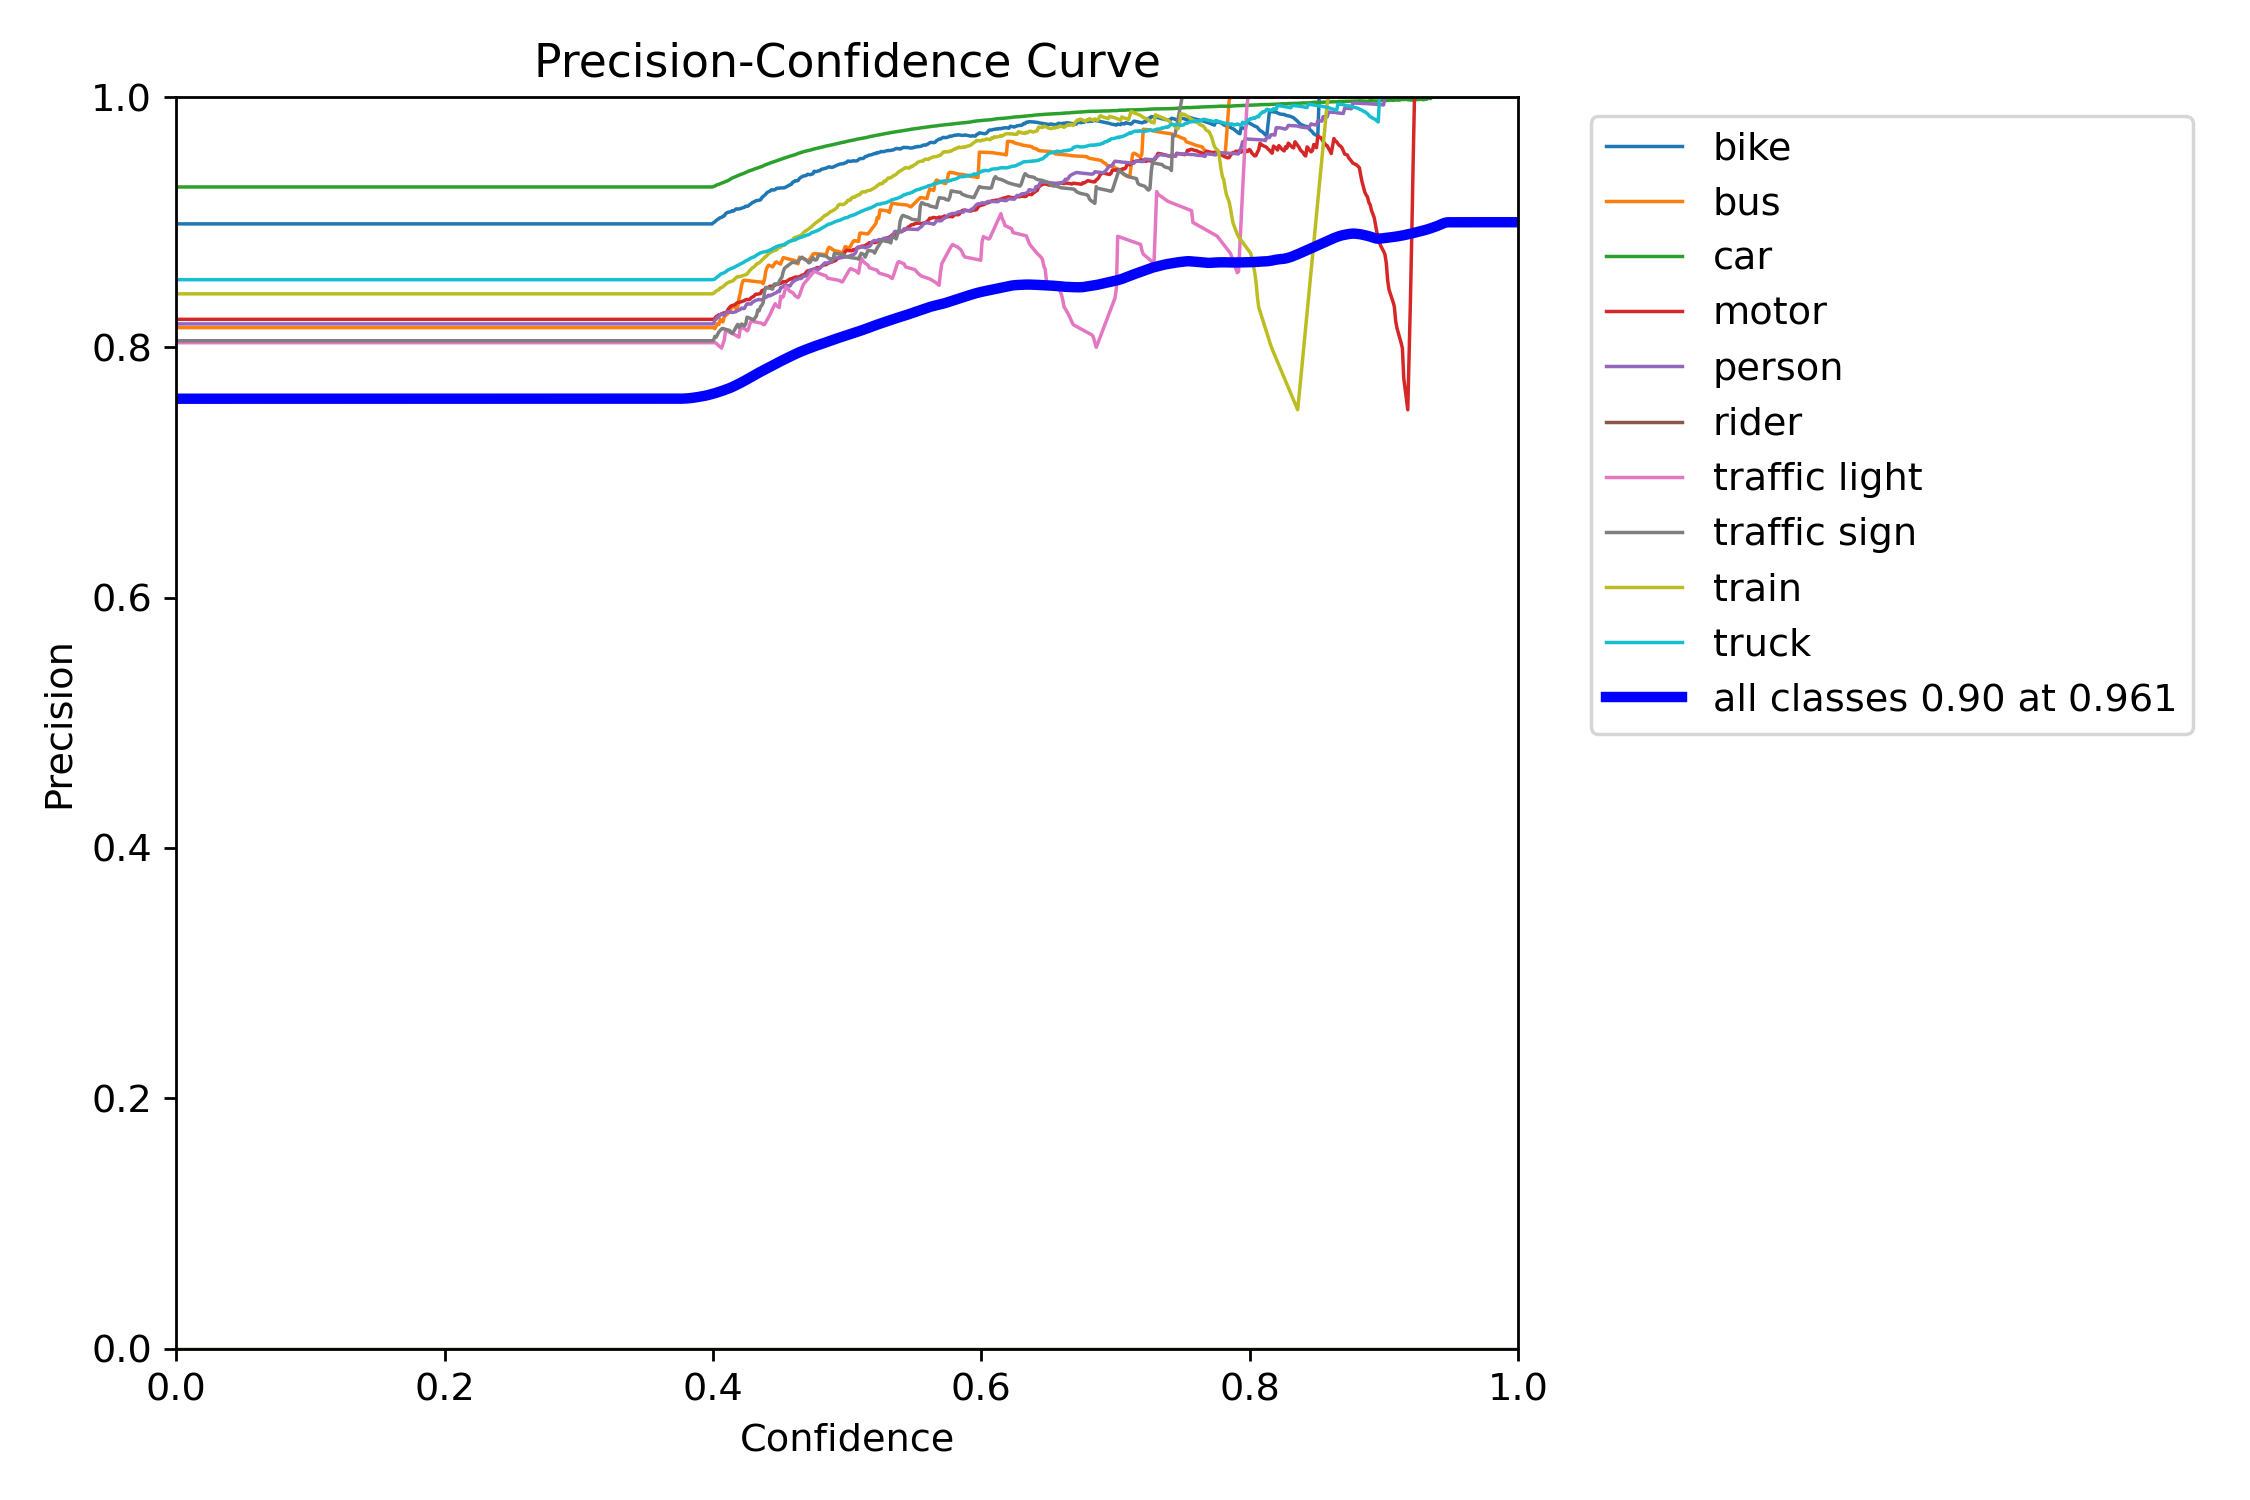 Precision-Confidence Curve
1.0
0.8
0.6
0.4
0.2
0.0
Precision
0.0 0.2 0.4 0.6 0.8 1.0
Confidence
bike
bus
car
motor
person
rider
traffic light
traffic sign
train
truck
all classes 0.90 at 0.961